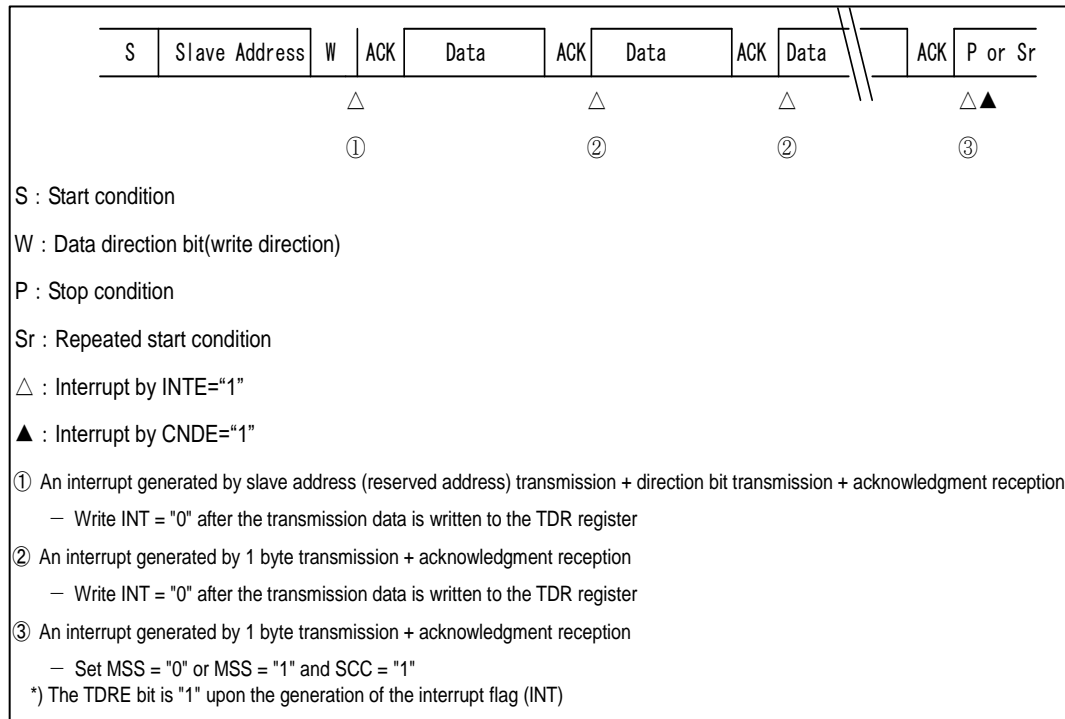 S Slave Address W ACK Data ACK Data ACK Data ACK P or Sr
△ △ △ △▲
① ② ② ③
S : Start condition
W : Data direction bit(write direction)
P : Stop condition
Sr : Repeated start condition
△ : Interrupt by INTE=“1”
▲ : Interrupt by CNDE=“1”
① An interrupt generated by slave address (reserved address) transmission + direction bit transmission + acknowledgment reception
－ Write INT = "0" after the transmission data is written to the TDR register
② An interrupt generated by 1 byte transmission + acknowledgment reception
－ Write INT = "0" after the transmission data is written to the TDR register
③ An interrupt generated by 1 byte transmission + acknowledgment reception
－ Set MSS = "0" or MSS = "1" and SCC = "1"
*) The TDRE bit is "1" upon the generation of the interrupt flag (INT)